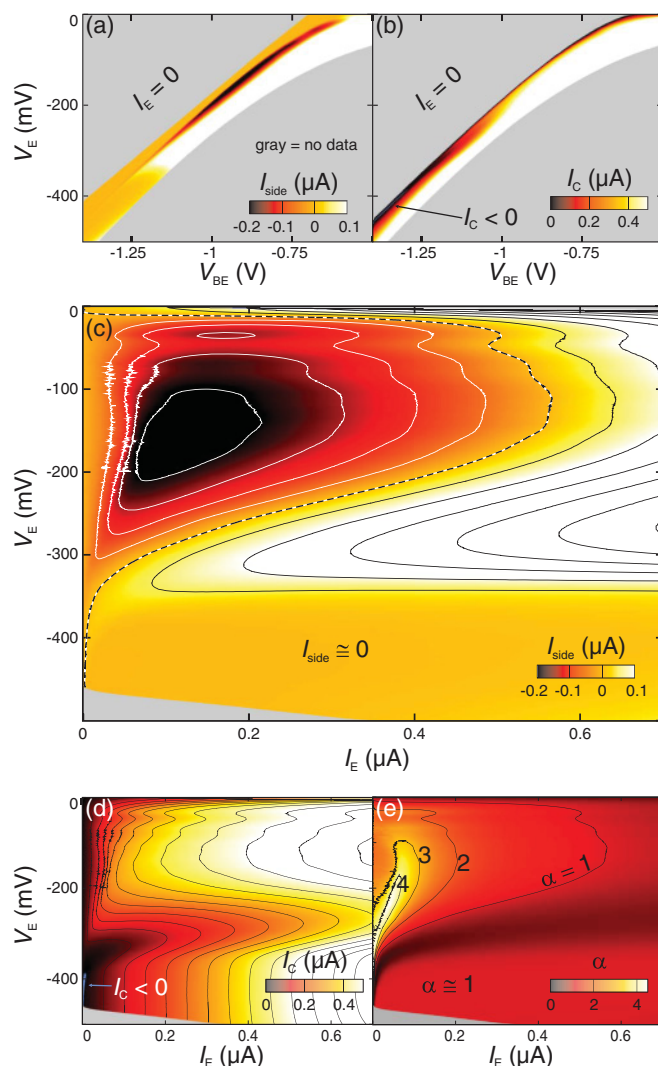 (a)
I_E = 0
gray = no data
I_side (µA)
-0.2 -0.1 0 0.1
0
-200
-400
V_E (mV)
-1.25 -1 -0.75
V_BE (V)
(b)
I_E = 0
I_C (µA)
0 0.2 0.4
I_C < 0
-1.25 -1 -0.75
V_BE (V)
(c)
0
-100
-200
-300
-400
V_E (mV)
I_side ≅ 0
I_side (µA)
-0.2 -0.1 0 0.1
0 0.2 0.4 0.6
I_E (µA)
(d)
0
-200
-400
V_E (mV)
I_C < 0
I_C (µA)
0 0.2 0.4
0 0.2 0.4 0.6
I_E (µA)
(e)
3
2
4
α = 1
α ≅ 1
α
0 2 4
0 0.2 0.4 0.6
I_E (µA)